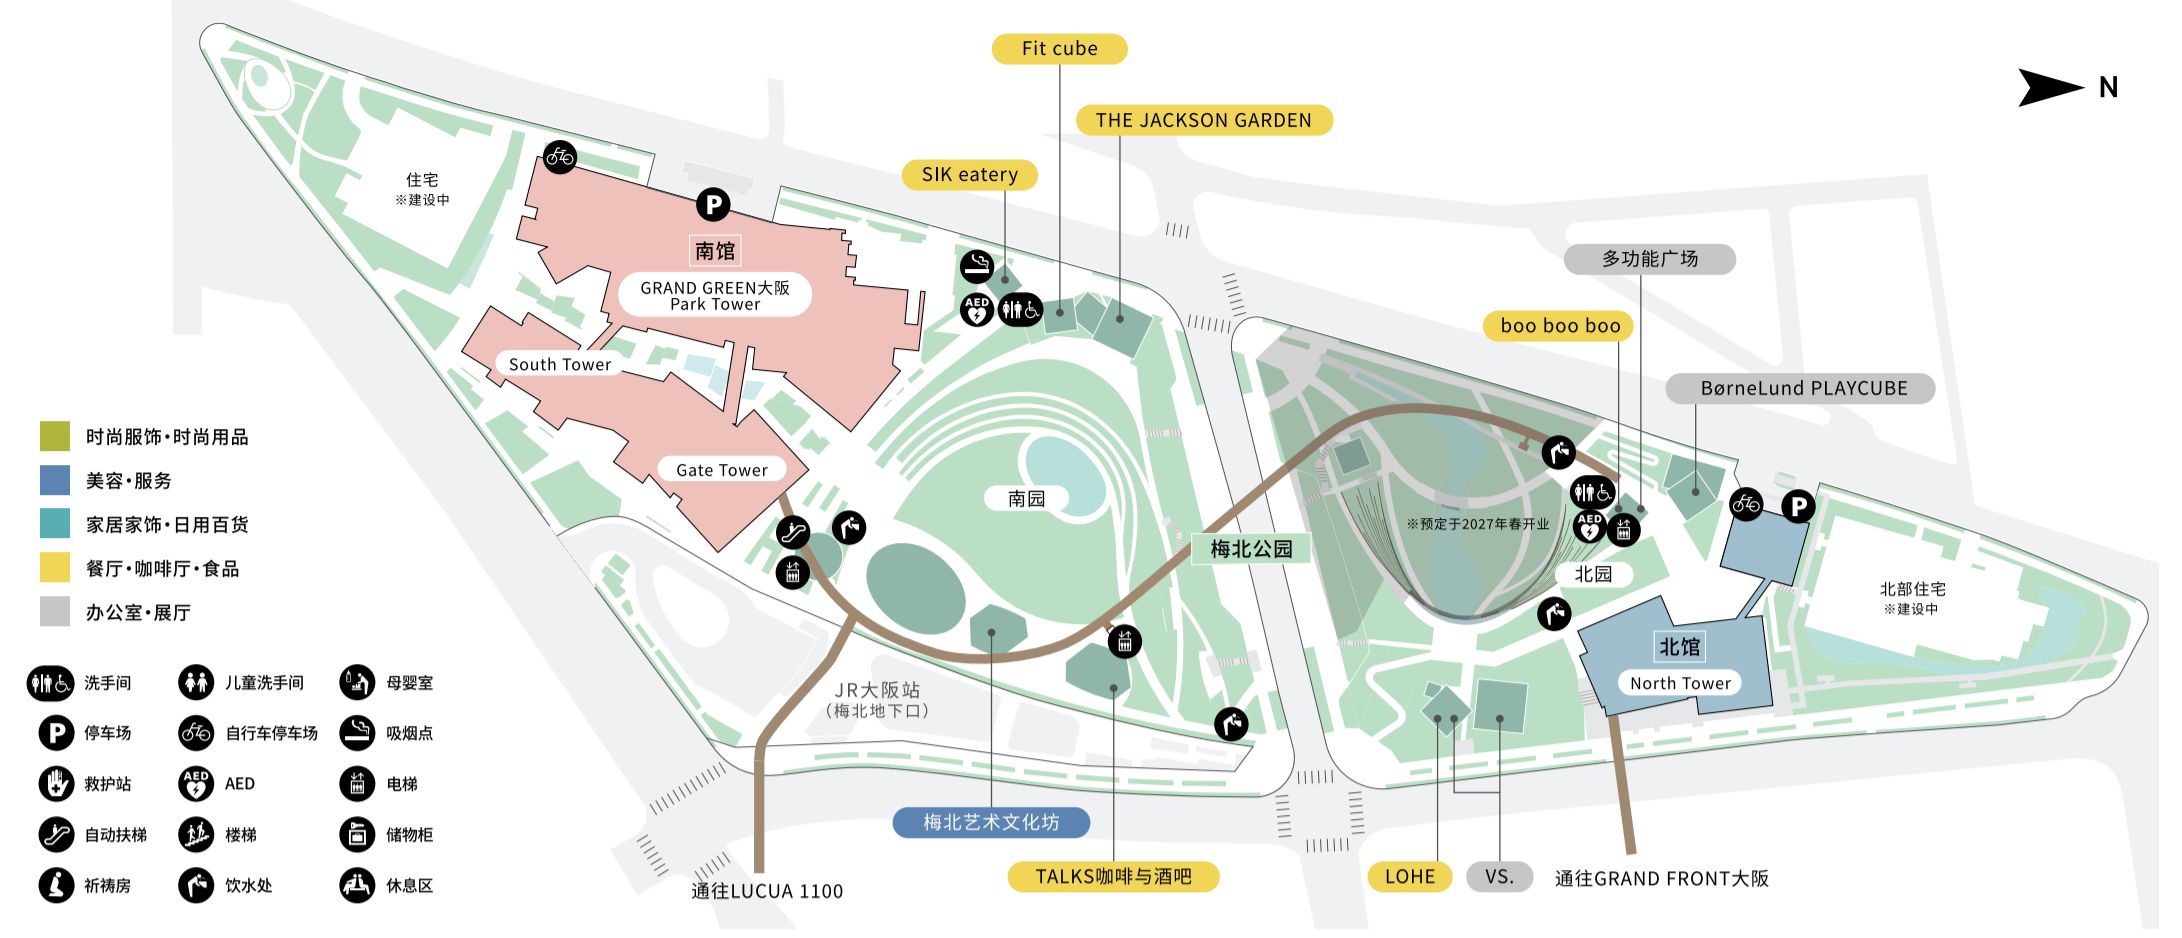 Fit cube
N
THE JACKSON GARDEN
SIK eatery
住宅
※建设中
P
南馆
GRAND GREEN大阪
Park Tower
多功能广场
AED
boo boo boo
South Tower
BørneLund PLAYCUBE
Gate Tower
南园
P
※预定于2027年春开业
AED
梅北公园
北园
北部住宅
※建设中
北馆
North Tower
JR大阪站
(梅北地下口)
梅北艺术文化坊
TALKS咖啡与酒吧
LOHE
VS.
通往GRAND FRONT大阪
通往LUCUA 1100
时尚服饰・时尚用品
美容・服务
家居家饰・日用百货
餐厅・咖啡厅・食品
办公室・展厅
洗手间
儿童洗手间
母婴室
P
停车场
自行车停车场
吸烟点
救护站
AED
AED
电梯
自动扶梯
楼梯
储物柜
祈祷房
饮水处
休息区